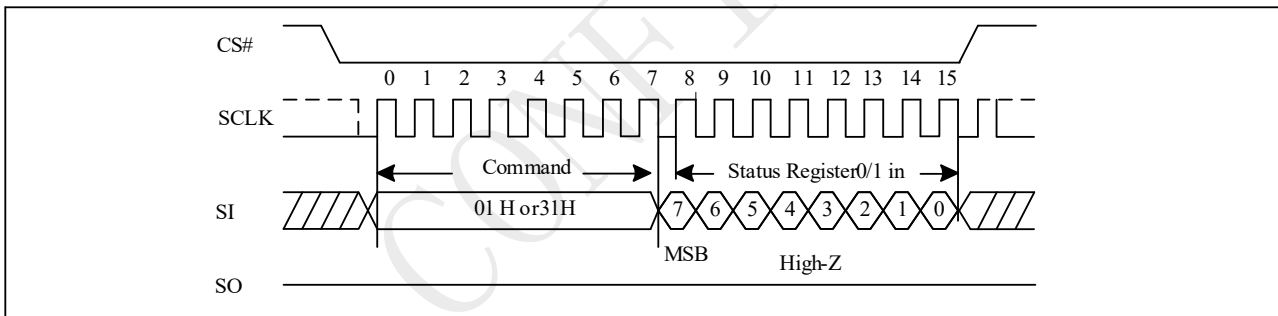 CS#
0 1 2 3 4 5 6 7 8 9 10 11 12 13 14 15
SCLK
Command
Status Register0/1 in
SI
01 H or31H
7 6 5 4 3 2 1 0
MSB
High-Z
SO